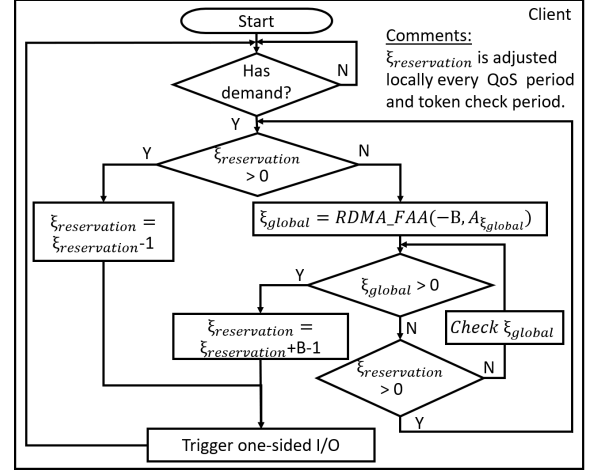 Client
Start
Comments:
ξreservation is adjusted
locally every QoS period
and token check period.
Has
demand?
N
Y
ξreservation
> 0
Y
N
ξreservation =
ξreservation-1
ξglobal = RDMA_FAA(−B, Aξglobal)
ξglobal > 0
Y
N
ξreservation =
ξreservation+B-1
Check ξglobal
ξreservation
> 0
N
Y
Trigger one-sided I/O